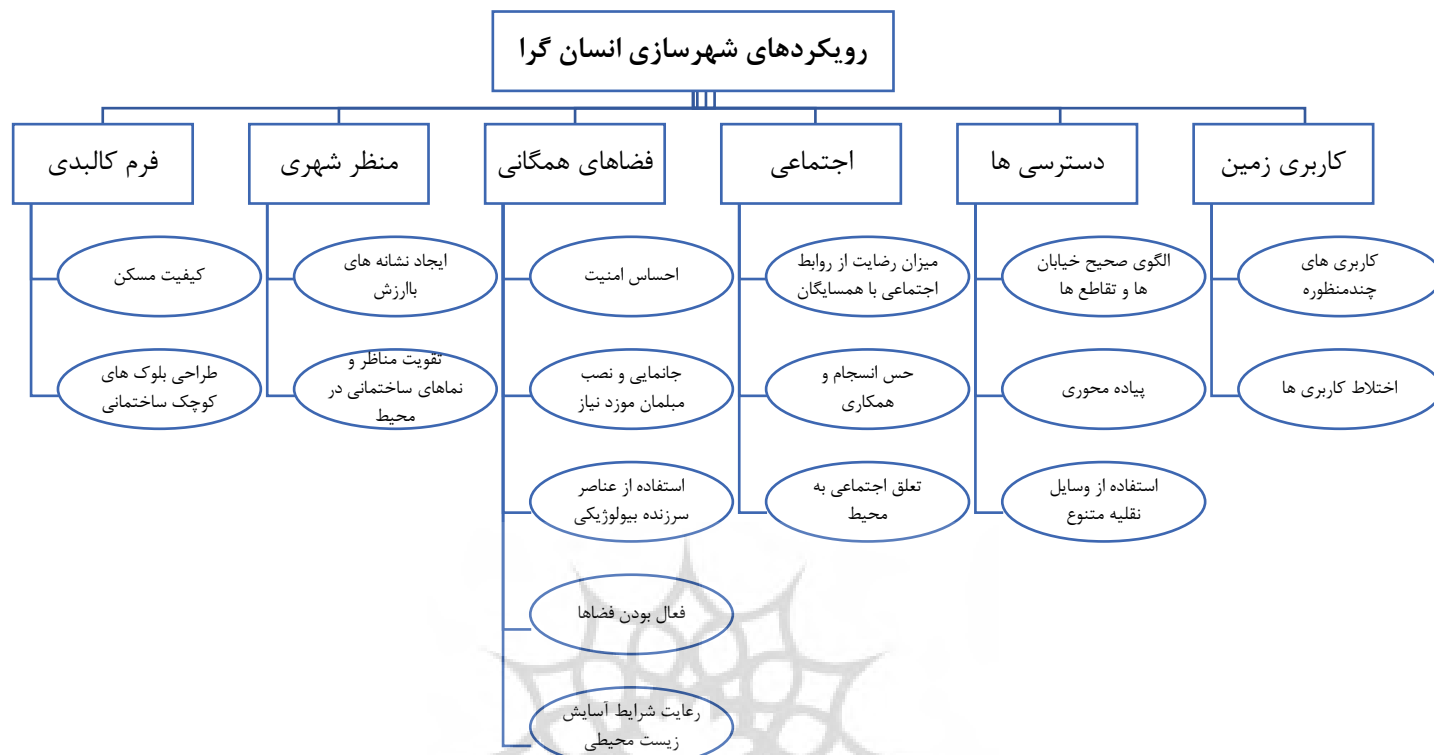 رویکردهای شهرسازی انسان گرا
کاربری زمین
دسترسی ها
اجتماعی
فضاهای همگانی
منظر شهری
فرم کالبدی
کاربری های
چندمنظوره
اختلاط کاربری ها
الگوی صحیح خیابان
ها و تقاطع ها
پیاده محوری
استفاده از وسایل
نقلیه متنوع
میزان رضایت از روابط
اجتماعی با همسایگان
حس انسجام و
همکاری
تعلق اجتماعی به
محیط
احساس امنیت
جانمایی و نصب
مبلمان موزد نیاز
استفاده از عناصر
سرزنده بیولوژیکی
فعال بودن فضاها
رعایت شرایط آسایش
زیست محیطی
ایجاد نشانه های
باارزش
تقویت مناظر و
نماهای ساختمانی در
محیط
کیفیت مسکن
طراحی بلوک های
کوچک ساختمانی